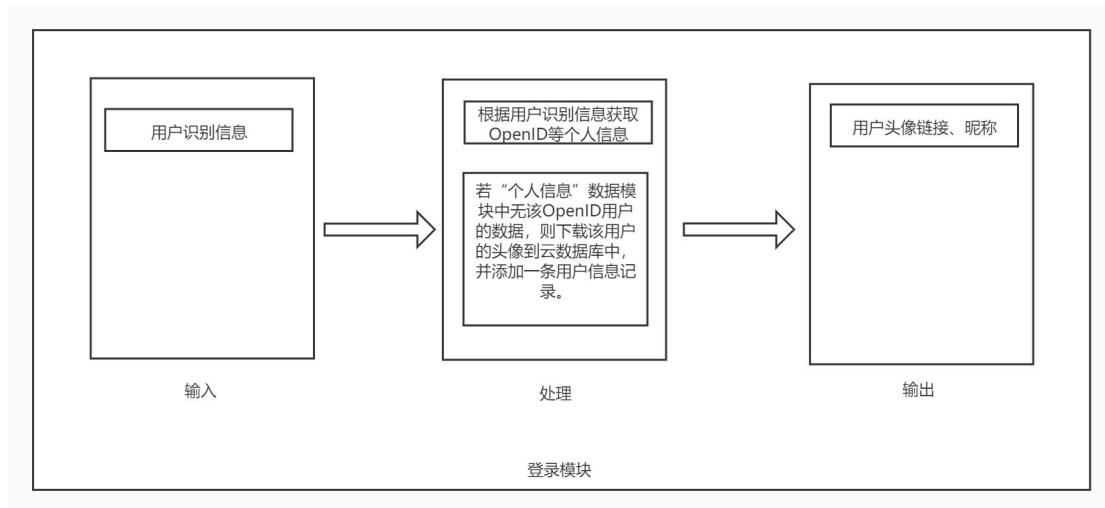 用户识别信息
根据用户识别信息获取
OpenID等个人信息
若“个人信息”数据模
块中无该OpenID用户
的数据，则下载该用户
的头像到云数据库中，
并添加一条用户信息记
录。
用户头像链接、昵称
输入
处理
输出
登录模块